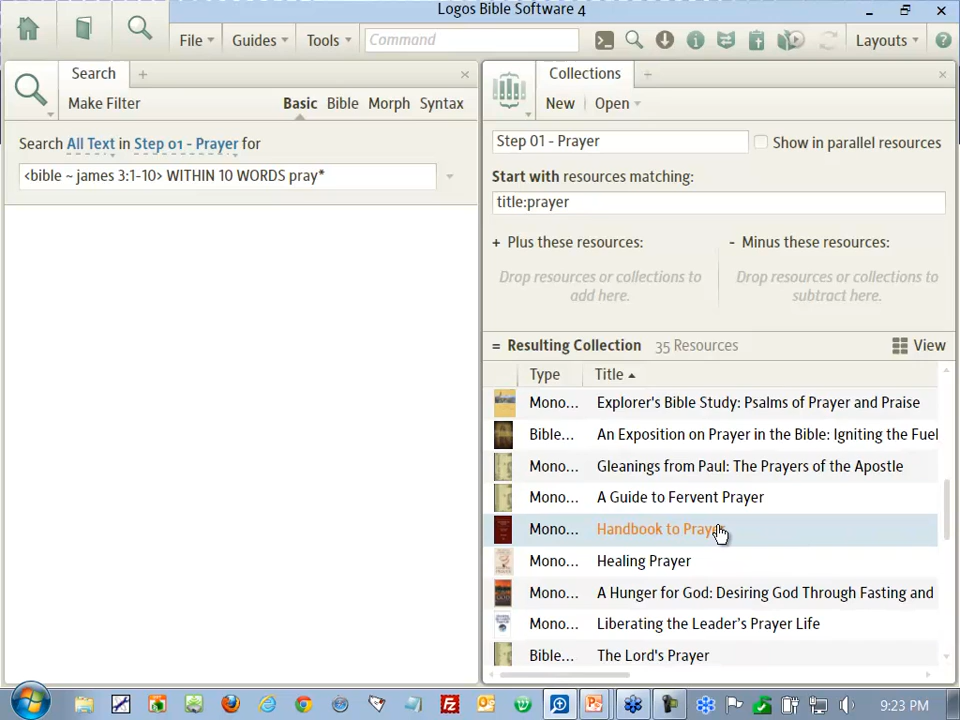 Logos Bible Software 4
File
Guides
Tools
Command
Layouts
Search
Make Filter
Basic Bible Morph Syntax
Search All Text in Step 01 - Prayer for
<bible ~ james 3:1-10> WITHIN 10 WORDS pray*
Collections
New
Open
Step 01 - Prayer
Show in parallel resources
Start with resources matching:
title:prayer
+ Plus these resources:
- Minus these resources:
Drop resources or collections to add here.
Drop resources or collections to subtract here.
= Resulting Collection 35 Resources
View
Type Title
Mono... Explorer's Bible Study: Psalms of Prayer and Praise
Bible... An Exposition on Prayer in the Bible: Igniting the Fuel
Mono... Gleanings from Paul: The Prayers of the Apostle
Mono... A Guide to Fervent Prayer
Mono... Handbook to Prayer
Mono... Healing Prayer
Mono... A Hunger for God: Desiring God Through Fasting and
Mono... Liberating the Leader's Prayer Life
Bible... The Lord's Prayer
9:23 PM